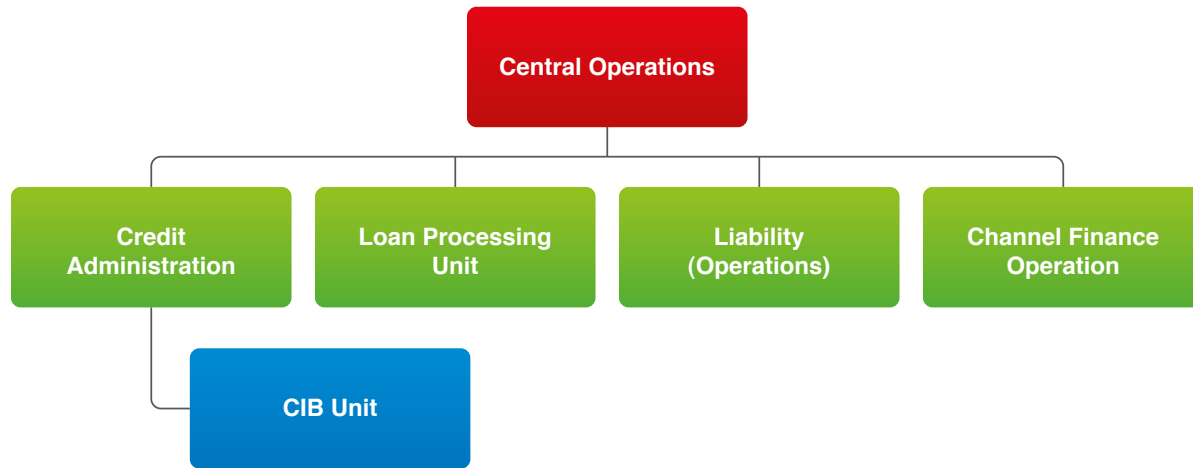 Central Operations
Credit
Administration
Loan Processing
Unit
Liability
(Operations)
Channel Finance
Operation
CIB Unit